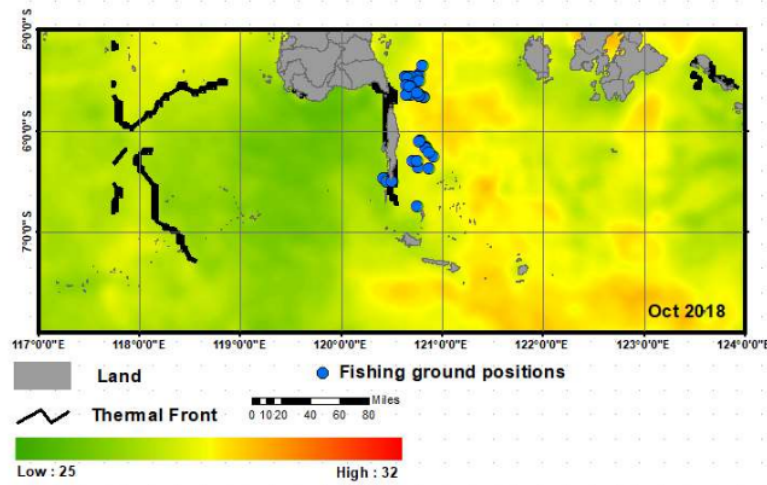 5°0'0"S
6°0'0"S
7°0'0"S
Oct 2018
117°0'0"E 118°0'0"E 119°0'0"E 120°0'0"E 121°0'0"E 122°0'0"E 123°0'0"E 124°0'0"E
Land
Fishing ground positions
Thermal Front
Miles
0 10 20 40 60 80
Low : 25
High : 32